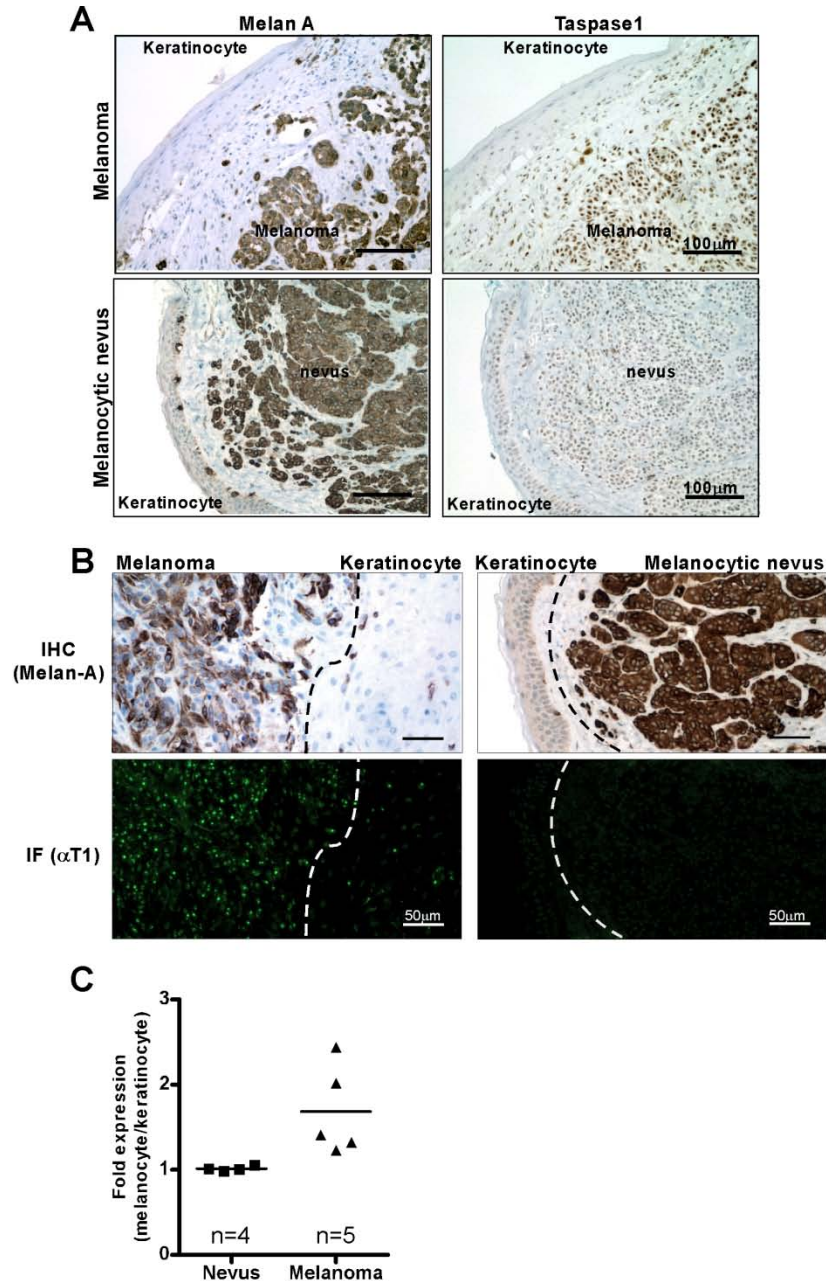 A
Melan A
Taspase1
Melanoma
Keratinocyte
Melanoma
Keratinocyte
Melanoma
100μm
Melanocytic nevus
nevus
Keratinocyte
nevus
Keratinocyte
100μm
B
Melanoma Keratinocyte
Keratinocyte Melanocytic nevus
IHC
(Melan-A)
IF (αT1)
50μm
50μm
C
Fold expression
(melanocyte/keratinocyte)
3
2
1
0
n=4
n=5
Nevus
Melanoma